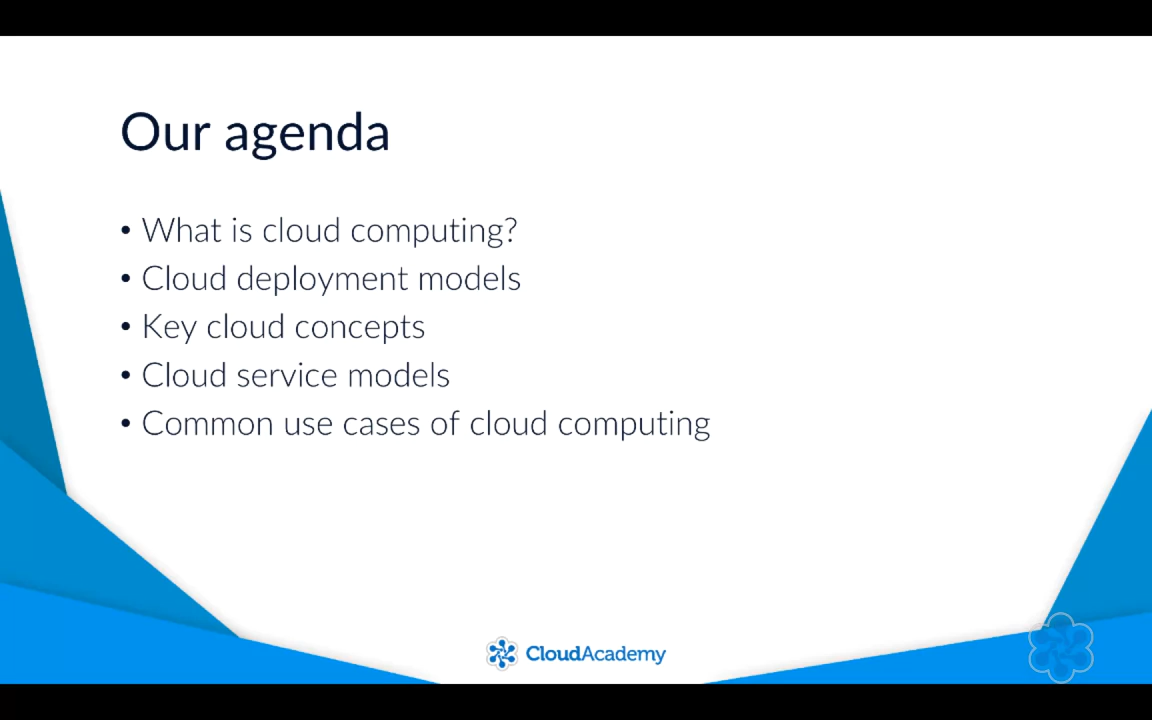 Our agenda
• What is cloud computing?
• Cloud deployment models
• Key cloud concepts
• Cloud service models
• Common use cases of cloud computing
CloudAcademy